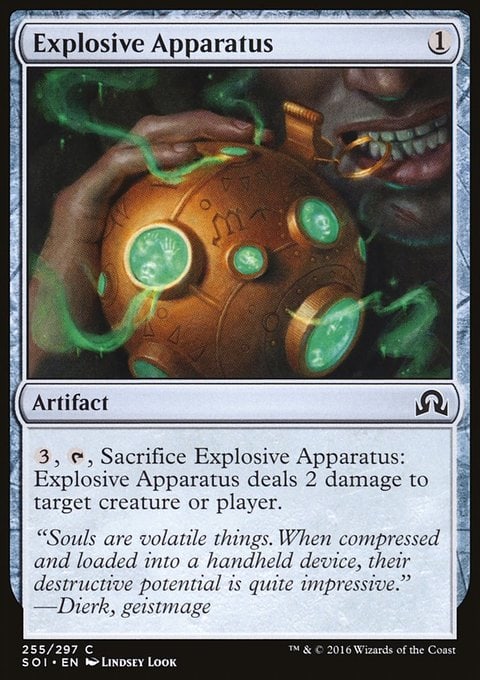 Explosive Apparatus 1
Artifact
3, T, Sacrifice Explosive Apparatus:
Explosive Apparatus deals 2 damage to
target creature or player.
“Souls are volatile things. When compressed
and loaded into a handheld device, their
destructive potential is quite impressive.”
—Dierk, geistmage
255/297 C
SOI • EN Lindsey Look
™ & © 2016 Wizards of the Coast